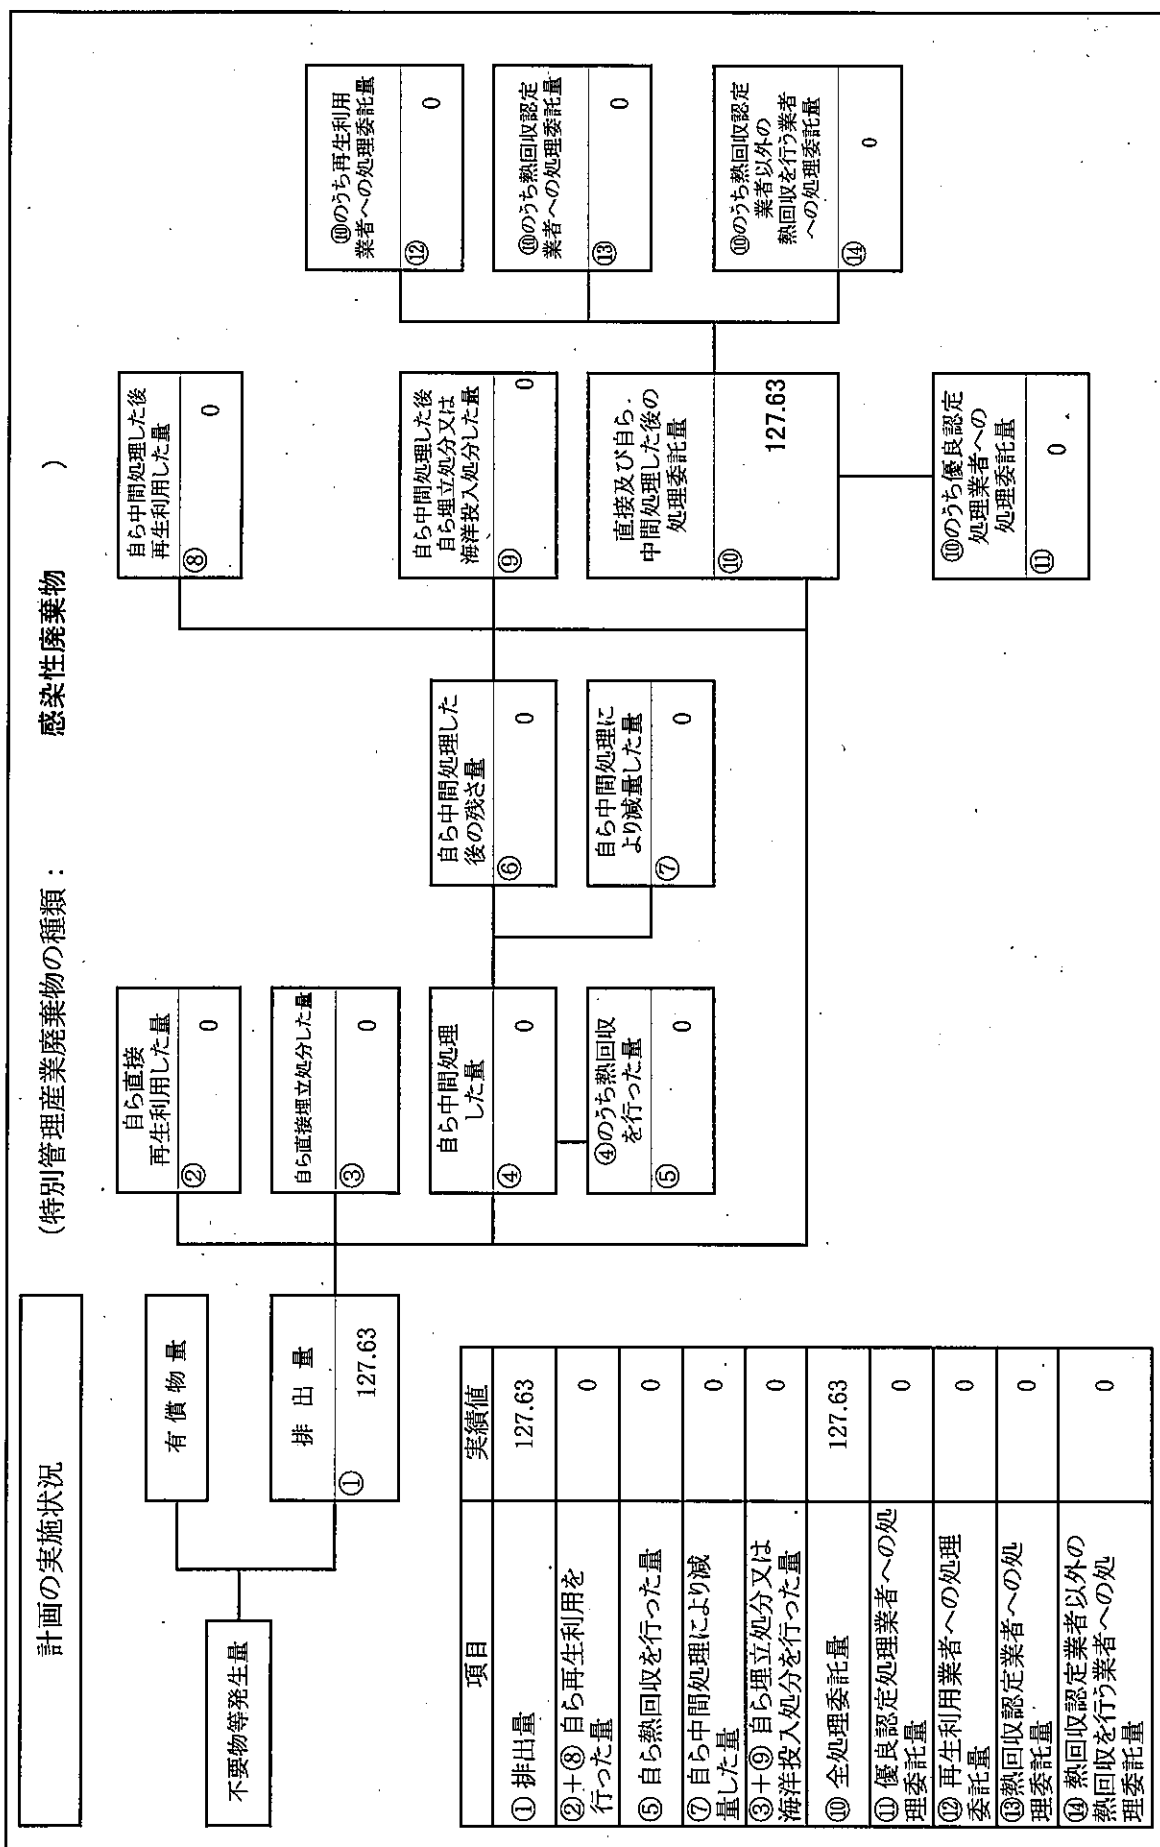 計画の実施状況
(特別管理産業廃棄物の種類：
感染性廃棄物
)
不要物等発生量
有償物量
排出量
①
127.63
自ら直接
再生利用した量
②
0
自ら直接埋立処分した量
③
0
自ら中間処理
した量
④
0
④のうち熱回収
を行った量
⑤
0
自ら中間処理した
後の残さ量
⑥
0
自ら中間処理に
より減量した量
⑦
0
自ら中間処理した後
再生利用した量
⑧
0
自ら中間処理した後
自ら埋立処分又は
海洋投入処分した量
⑨
0
直接及び自ら
中間処理した後の
処理委託量
⑩
127.63
⑩のうち優良認定
処理業者への
処理委託量
⑪
0
⑩のうち再生利用
業者への処理委託量
⑫
0
⑩のうち熱回収認定
業者への処理委託量
⑬
0
⑩のうち熱回収認定
業者以外の
熱回収を行う業者
への処理委託量
⑭
0
項目
実績値
① 排出量
127.63
②＋⑧ 自ら再生利用を
行った量
0
⑤ 自ら熱回収を行った量
0
⑦ 自ら中間処理により減
量した量
0
③＋⑨ 自ら埋立処分又は
海洋投入処分を行った量
0
⑩ 全処理委託量
127.63
⑪ 優良認定処理業者への処
理委託量
0
⑫ 再生利用業者への処理
委託量
0
⑬熱回収認定業者への処
理委託量
0
⑭ 熱回収認定業者以外の
熱回収を行う業者への処
理委託量
0